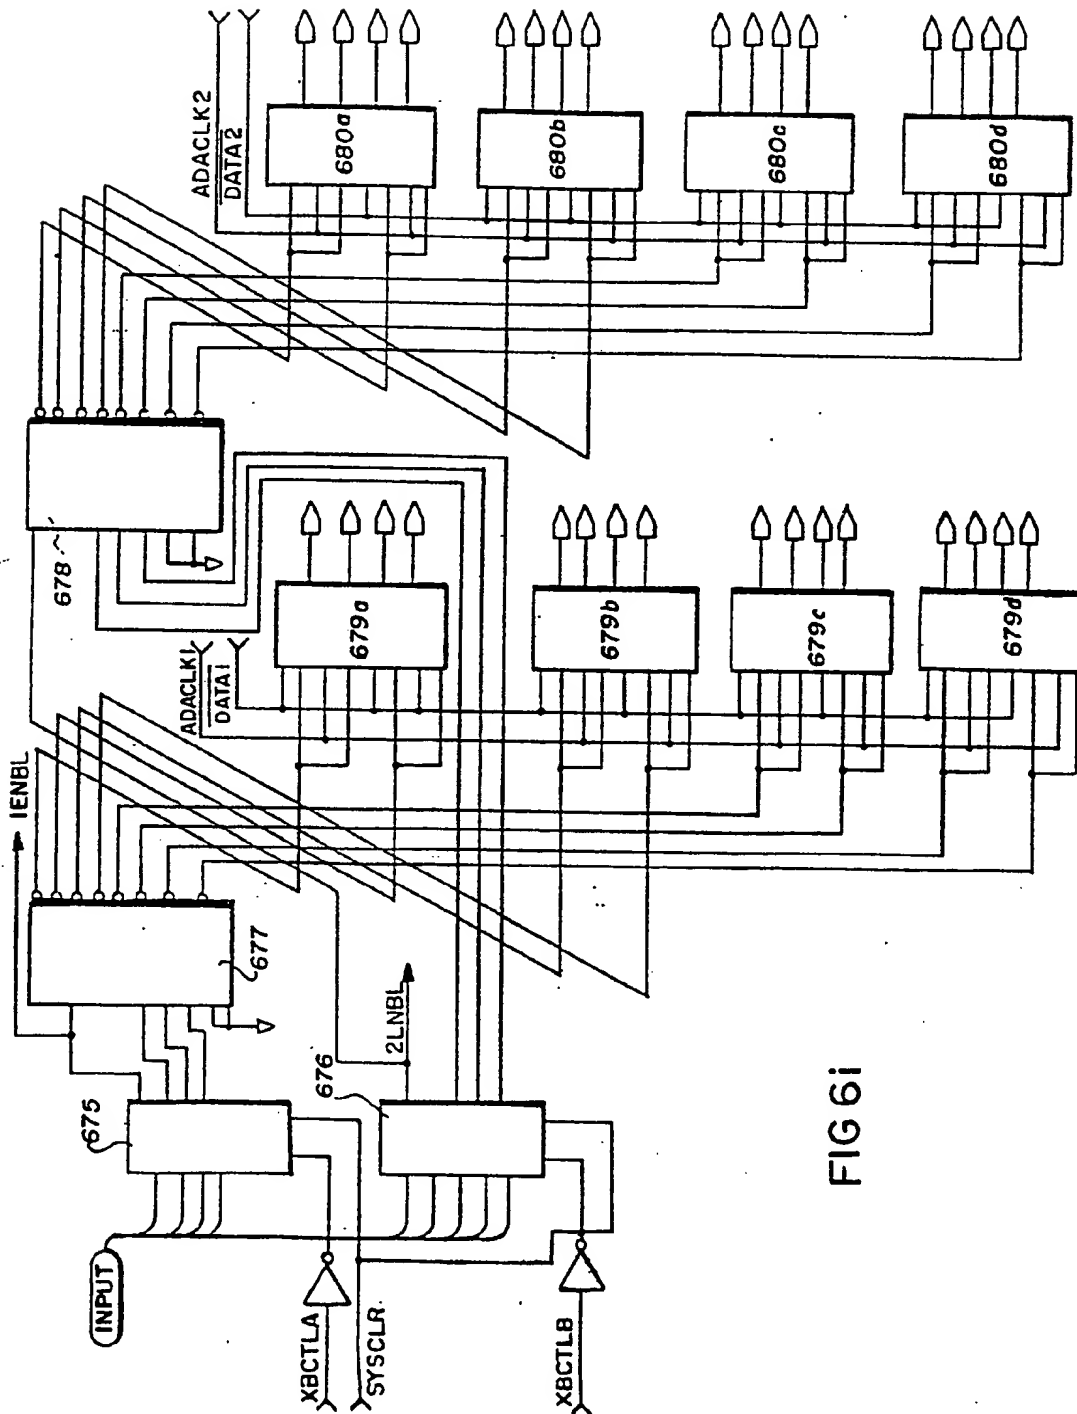 ADACLK2
DATA2
680a
680b
680c
680d
678
ADACLK1
DATA1
679a
679b
679c
679d
1ENBL
677
2LNBL
675
676
INPUT
XBCTLA
SYSCLR
XBCTLB
FIG 6i